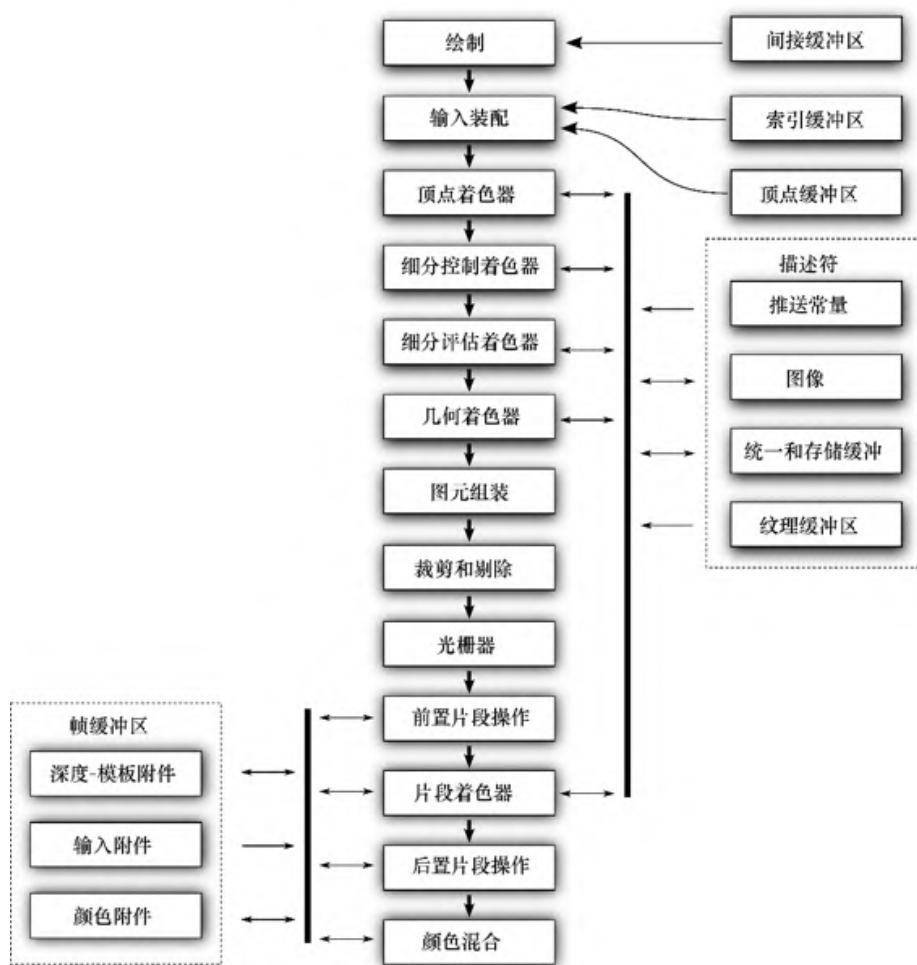 绘制
间接缓冲区
输入装配
索引缓冲区
顶点着色器
顶点缓冲区
细分控制着色器
描述符
推送常量
细分评估着色器
图像
几何着色器
统一和存储缓冲
图元组装
纹理缓冲区
裁剪和剔除
光栅器
帧缓冲区
前置片段操作
深度-模板附件
片段着色器
输入附件
后置片段操作
颜色附件
颜色混合